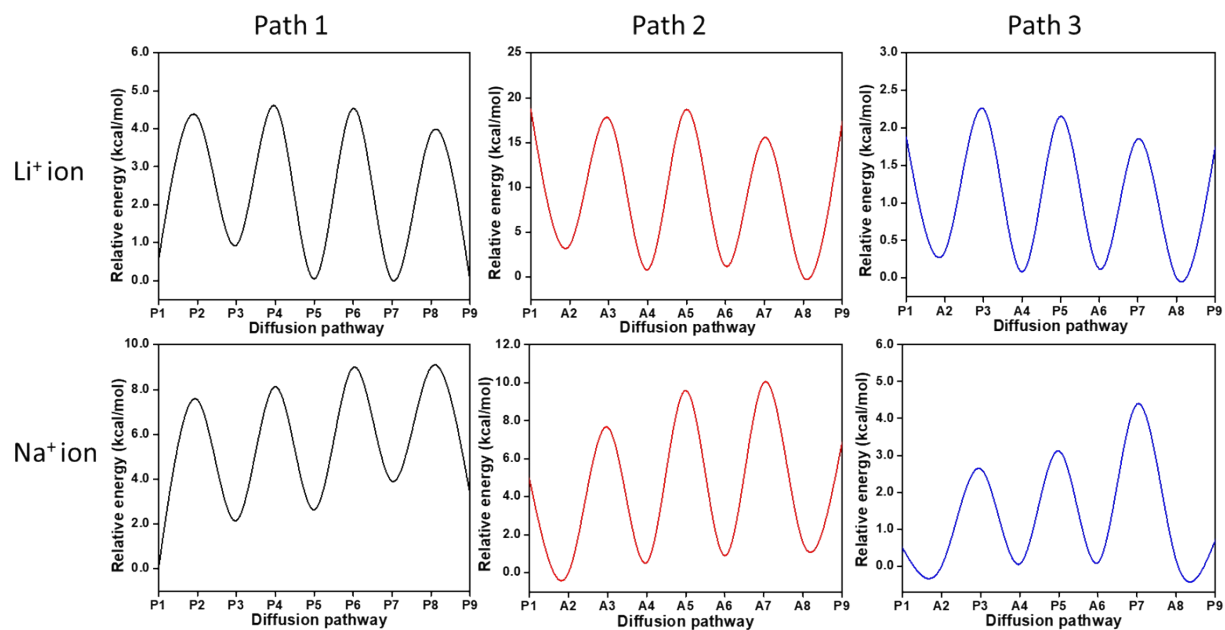 Path 1 Path 2 Path 3
Li+ ion
Relative energy (kcal/mol)
6.0
5.0
4.0
3.0
2.0
1.0
0.0
P1 P2 P3 P4 P5 P6 P7 P8 P9
Diffusion pathway
Relative energy (kcal/mol)
25
20
15
10
5
0
P1 A2 A3 A4 A5 A6 A7 A8 P9
Diffusion pathway
Relative energy (kcal/mol)
3.0
2.5
2.0
1.5
1.0
0.5
0.0
P1 A2 P3 A4 P5 A6 P7 A8 P9
Diffusion pathway
Na+ ion
Relative energy (kcal/mol)
10.0
8.0
6.0
4.0
2.0
0.0
P1 P2 P3 P4 P5 P6 P7 P8 P9
Diffusion pathway
Relative energy (kcal/mol)
12.0
10.0
8.0
6.0
4.0
2.0
0.0
P1 A2 A3 A4 A5 A6 A7 A8 P9
Diffusion pathway
Relative energy (kcal/mol)
6.0
5.0
4.0
3.0
2.0
1.0
0.0
P1 A2 P3 A4 P5 A6 P7 A8 P9
Diffusion pathway